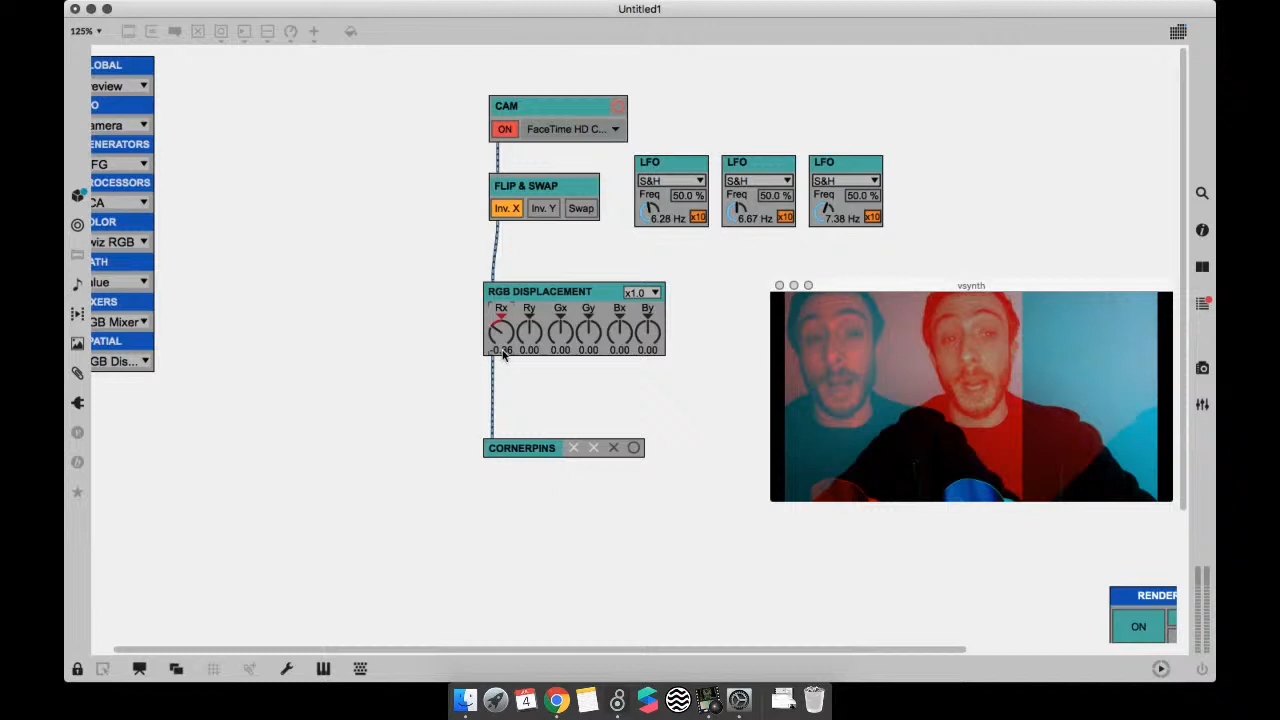 Untitled1
125%
GLOBAL
review
O
amera
ENERATORS
FG
ROCESSORS
CA
OLOR
wiz RGB
ATH
alue
XERS
GB Mixer
PATIAL
GB Dis...
CAM
ON FaceTime HD C...
FLIP & SWAP
Inv. X Inv. Y Swap
LFO LFO LFO
S&H S&H S&H
Freq 50.0 % Freq 50.0 % Freq 50.0 %
6.28 Hz x10 6.67 Hz x10 7.38 Hz x10
RGB DISPLACEMENT x1.0
Rx Ry Gx Gy Bx By
0.00 0.00 0.00 0.00 0.00
CORNERPINS
vsynth
RENDER
ON
4